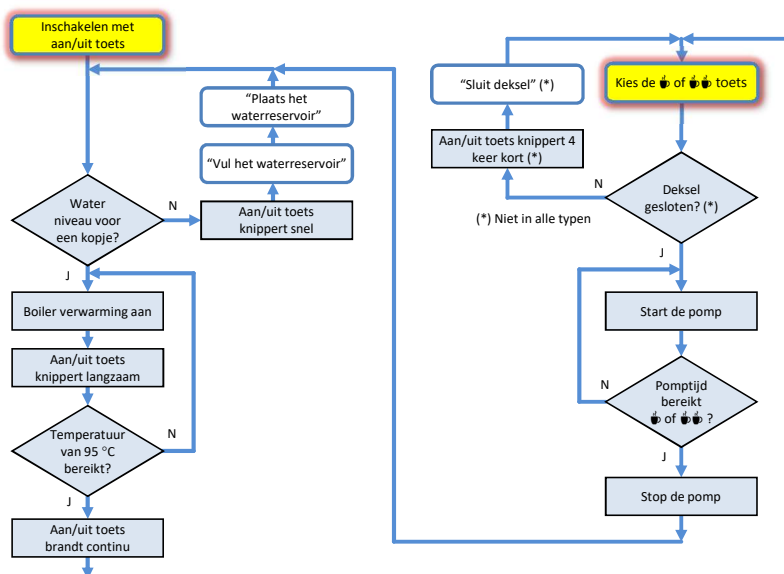 Inschakelen met
aan/uit toets
“Plaats het
waterreservoir”
“Vul het waterreservoir”
Water
niveau voor
een kopje?
N
Aan/uit toets
knippert snel
J
Boiler verwarming aan
Aan/uit toets
knippert langzaam
Temperatuur
van 95 °C
bereikt?
N
J
Aan/uit toets
brandt continu
“Sluit deksel” (*)
Kies de ☕ of ☕☕ toets
Aan/uit toets knippert 4
keer kort (*)
N
Deksel
gesloten? (*)
(*) Niet in alle typen
J
Start de pomp
N
Pomptijd
bereikt
☕ of ☕☕ ?
J
Stop de pomp